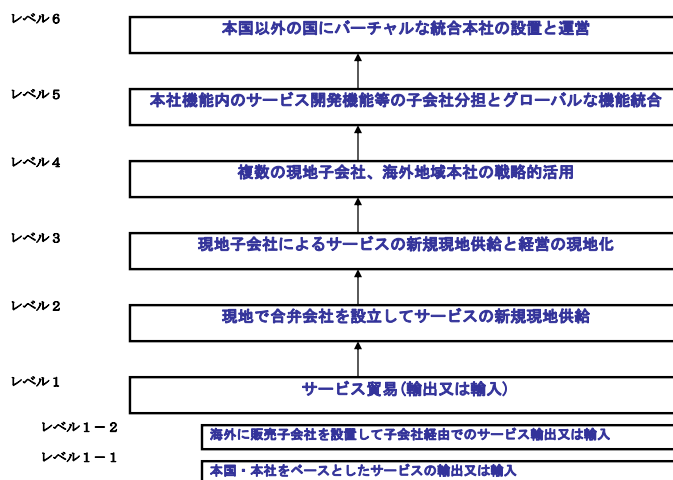 レベル6
本国以外の国にバーチャルな統合本社の設置と運営
レベル5
本社機能内のサービス開発機能等の子会社分担とグローバルな機能統合
レベル4
複数の現地子会社、海外地域本社の戦略的活用
レベル3
現地子会社によるサービスの新規現地供給と経営の現地化
レベル2
現地で合弁会社を設立してサービスの新規現地供給
レベル1
サービス貿易(輸出又は輸入)
レベル1-2
海外に販売子会社を設置して子会社経由でのサービス輸出又は輸入
レベル1-1
本国・本社をベースとしたサービスの輸出又は輸入